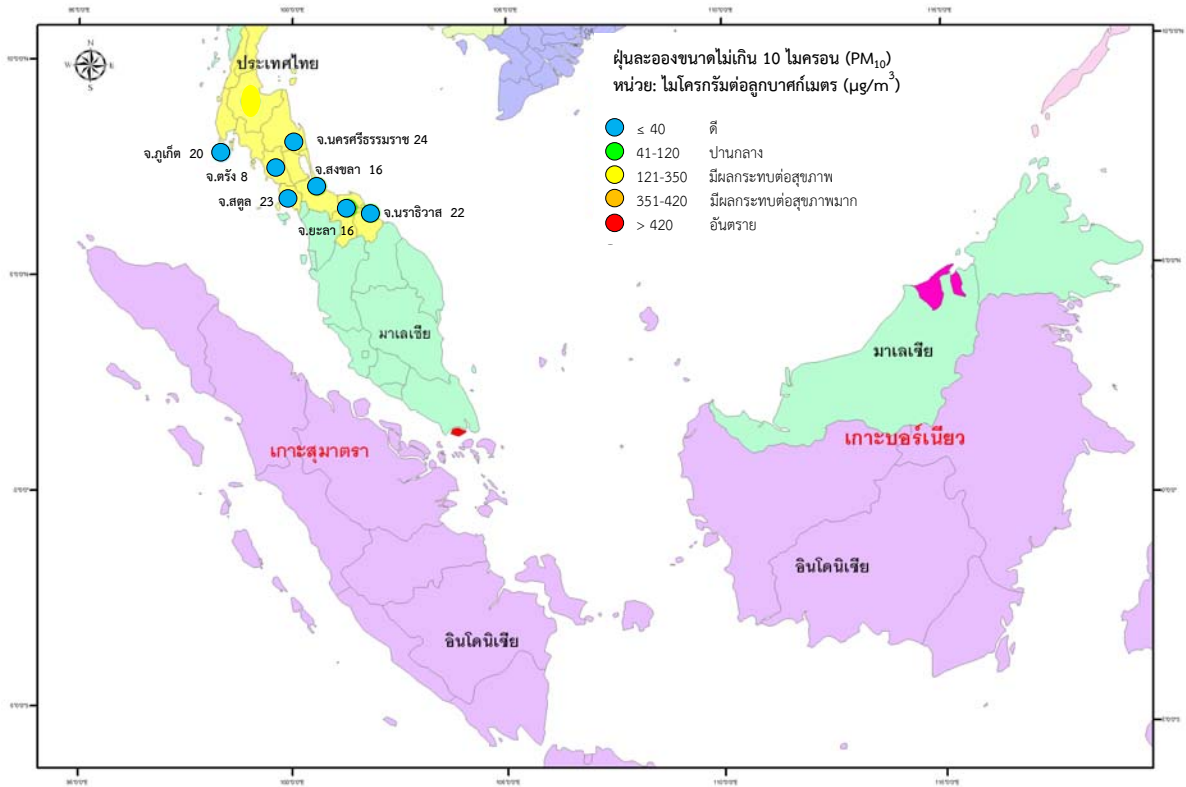 N
W
E
S
ประเทศไทย
ฝุ่นละอองขนาดไม่เกิน 10 ไมครอน (PM10)
หน่วย: ไมโครกรัมต่อลูกบาศก์เมตร (µg/m3)
≤ 40 ดี
41-120 ปานกลาง
121-350 มีผลกระทบต่อสุขภาพ
351-420 มีผลกระทบต่อสุขภาพมาก
> 420 อันตราย
จ.นครศรีธรรมราช 24
จ.ภูเก็ต 20
จ.ตรัง 8
จ.สงขลา 16
จ.สตูล 23
จ.นราธิวาส 22
จ.ยะลา 16
มาเลเซีย
มาเลเซีย
เกาะสุมาตรา
เกาะบอร์เนียว
อินโดนิเซีย
อินโดนิเซีย